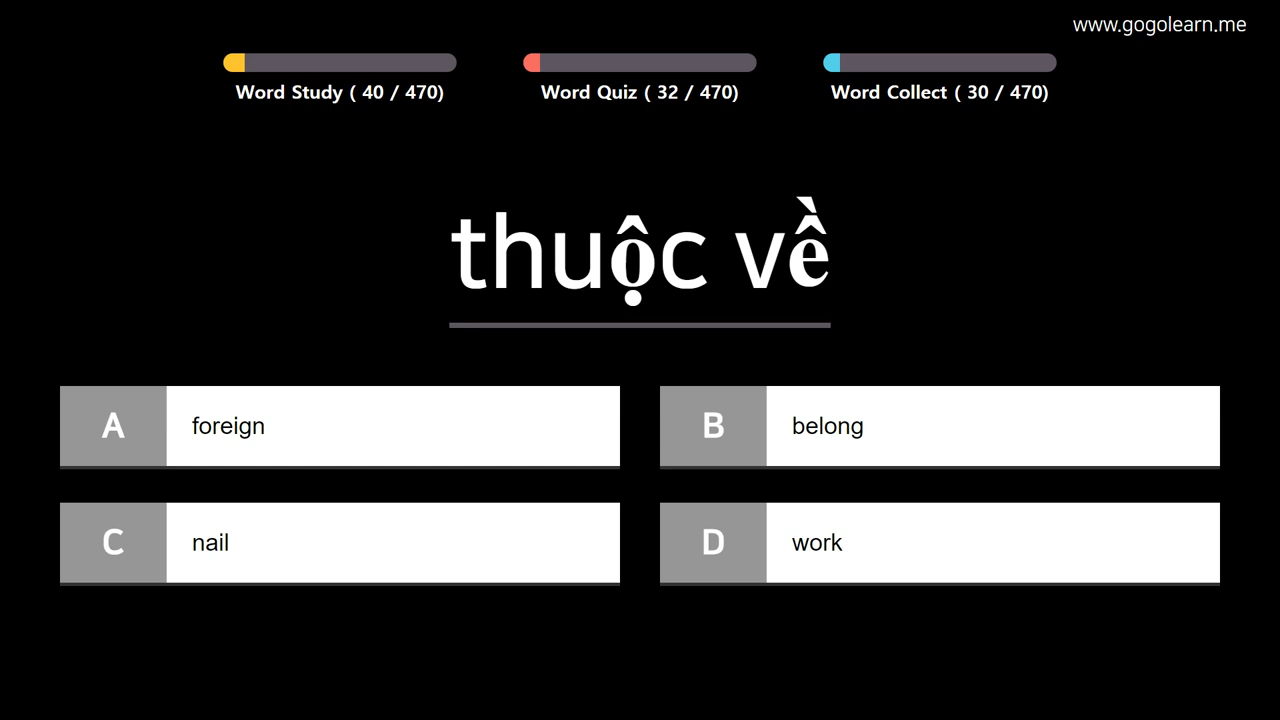 www.gogolearn.me
Word Study ( 40 / 470)
Word Quiz ( 32 / 470)
Word Collect ( 30 / 470)
thuộc về
A foreign
B belong
C nail
D work